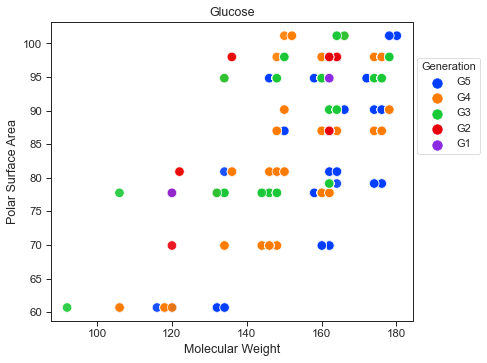 Glucose
100
95
90
85
80
75
70
65
60
Polar Surface Area
100
120
140
160
180
Molecular Weight
Generation
G5
G4
G3
G2
G1